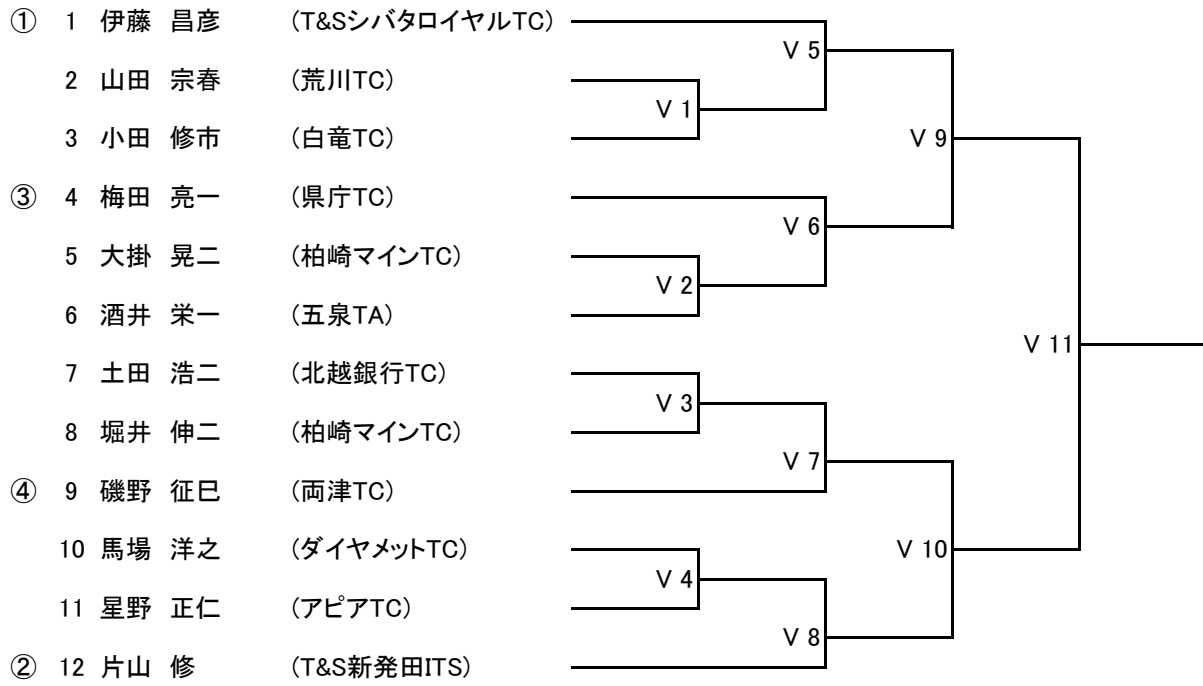 ① 1 伊藤 昌彦 (T&SシバタロイヤルTC)
V 5
2 山田 宗春 (荒川TC)
V 1
3 小田 修市 (白竜TC)
V 9
③ 4 梅田 亮一 (県庁TC)
V 6
5 大掛 晃二 (柏崎マインTC)
V 2
6 酒井 栄一 (五泉TA)
V 11
7 土田 浩二 (北越銀行TC)
V 3
8 堀井 伸二 (柏崎マインTC)
V 7
④ 9 磯野 征巳 (両津TC)
10 馬場 洋之 (ダイヤメットTC)
V 10
V 4
11 星野 正仁 (アピアTC)
V 8
② 12 片山 修 (T&S新発田ITS)